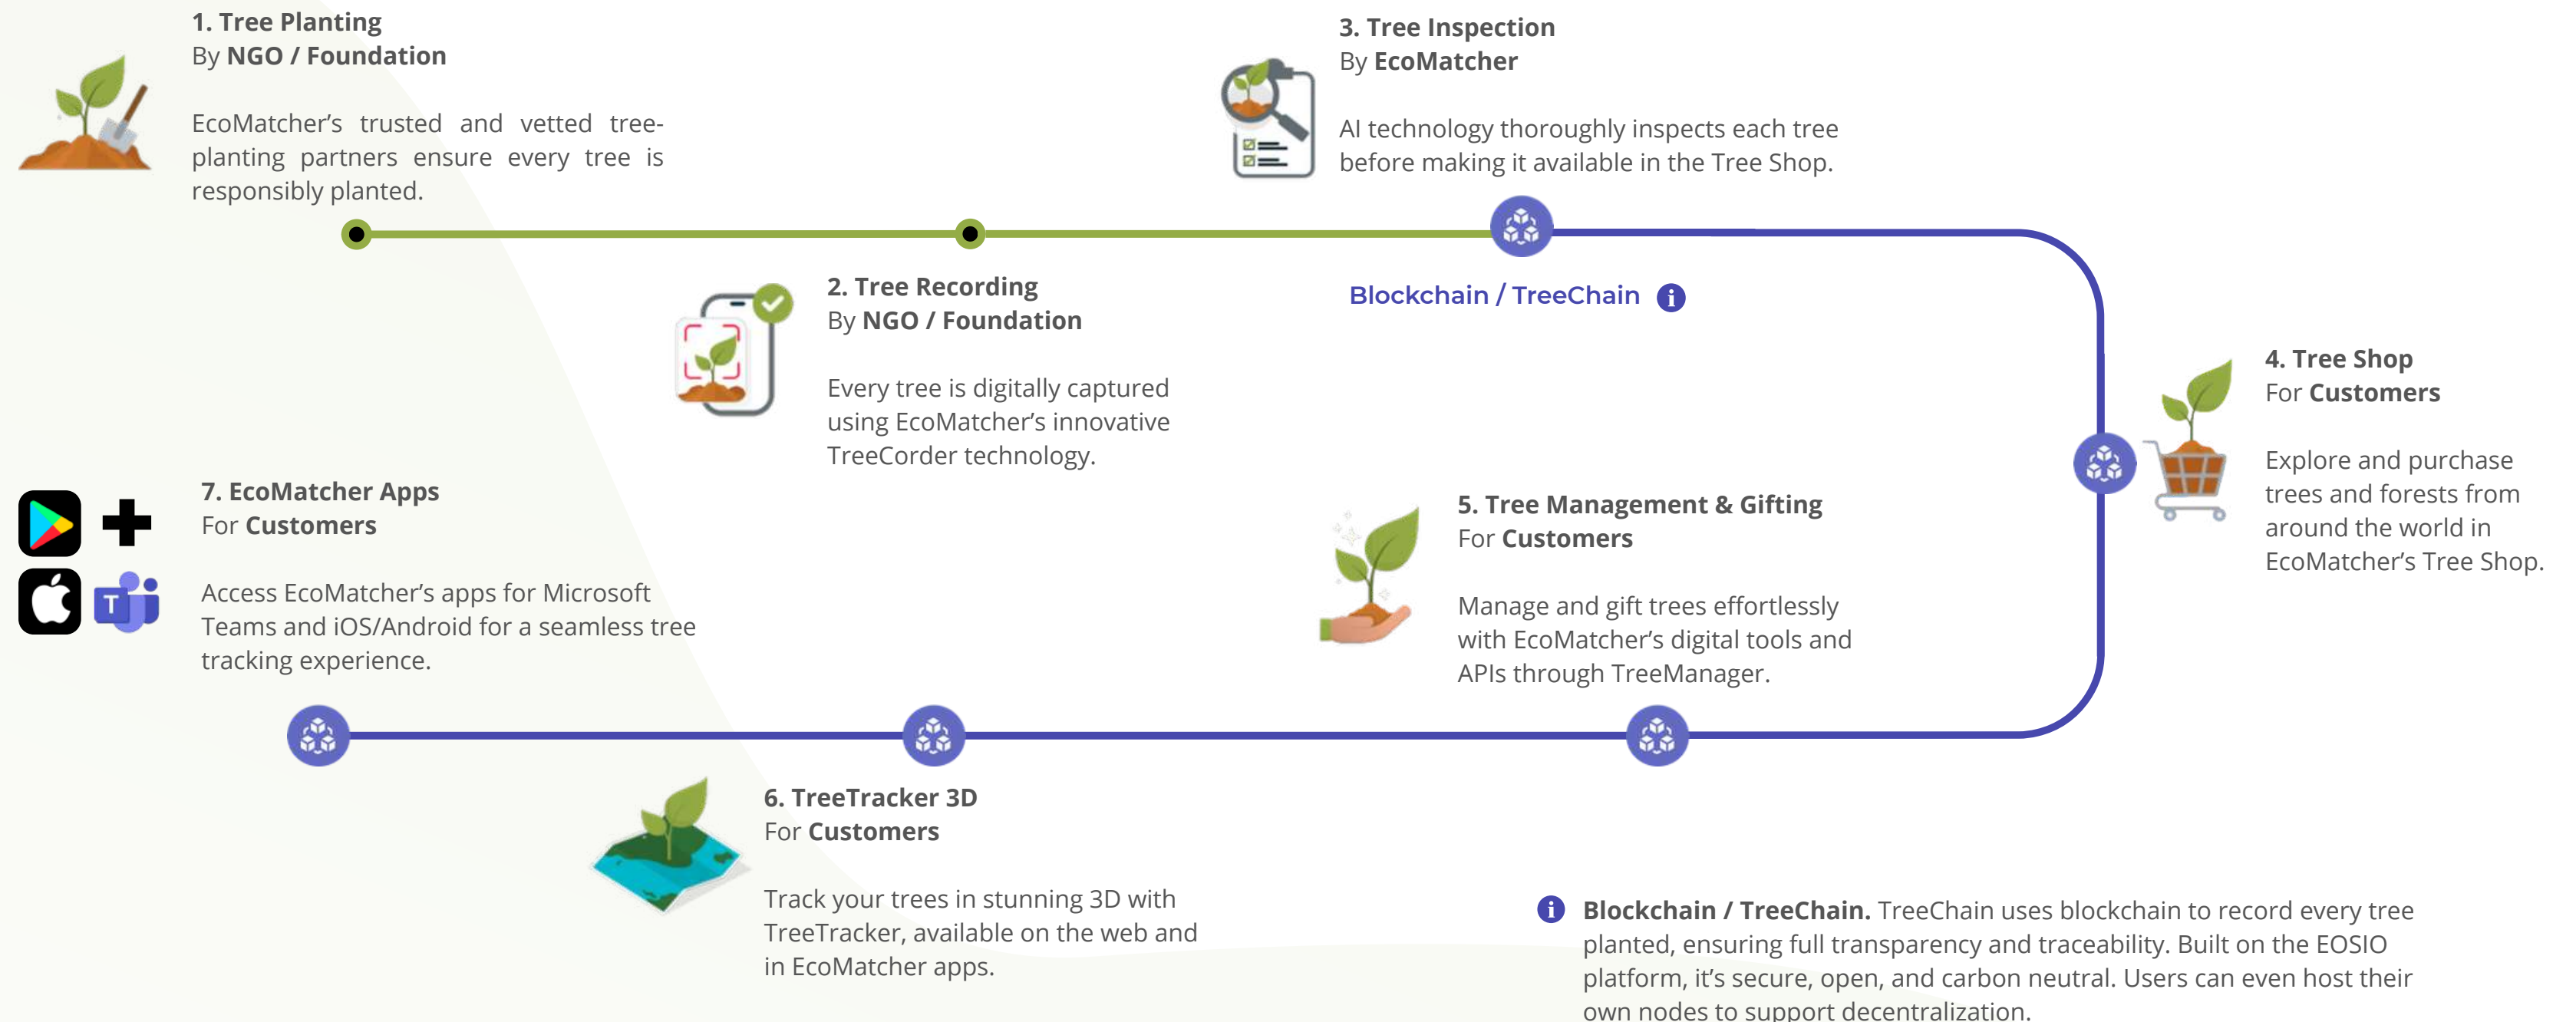 1. Tree Planting
By NGO / Foundation
EcoMatcher’s trusted and vetted tree-
planting partners ensure every tree is
responsibly planted.
2. Tree Recording
By NGO / Foundation
Every tree is digitally captured
using EcoMatcher’s innovative
TreeCorder technology.
3. Tree Inspection
By EcoMatcher
AI technology thoroughly inspects each tree
before making it available in the Tree Shop.
Blockchain / TreeChain i
4. Tree Shop
For Customers
Explore and purchase
trees and forests from
around the world in
EcoMatcher’s Tree Shop.
5. Tree Management & Gifting
For Customers
Manage and gift trees effortlessly
with EcoMatcher’s digital tools and
APIs through TreeManager.
6. TreeTracker 3D
For Customers
Track your trees in stunning 3D with
TreeTracker, available on the web and
in EcoMatcher apps.
7. EcoMatcher Apps
For Customers
Access EcoMatcher’s apps for Microsoft
Teams and iOS/Android for a seamless tree
tracking experience.
T
i Blockchain / TreeChain. TreeChain uses blockchain to record every tree
planted, ensuring full transparency and traceability. Built on the EOSIO
platform, it’s secure, open, and carbon neutral. Users can even host their
own nodes to support decentralization.